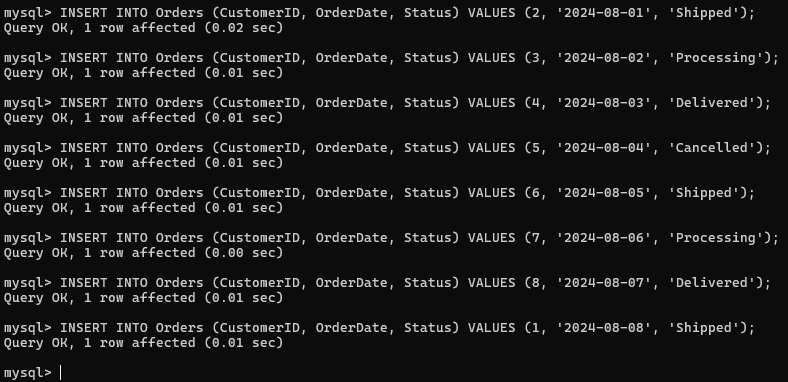 mysql> INSERT INTO Orders (CustomerID, OrderDate, Status) VALUES (2, '2024-08-01', 'Shipped');
Query OK, 1 row affected (0.02 sec)
mysql> INSERT INTO Orders (CustomerID, OrderDate, Status) VALUES (3, '2024-08-02', 'Processing');
Query OK, 1 row affected (0.01 sec)
mysql> INSERT INTO Orders (CustomerID, OrderDate, Status) VALUES (4, '2024-08-03', 'Delivered');
Query OK, 1 row affected (0.01 sec)
mysql> INSERT INTO Orders (CustomerID, OrderDate, Status) VALUES (5, '2024-08-04', 'Cancelled');
Query OK, 1 row affected (0.01 sec)
mysql> INSERT INTO Orders (CustomerID, OrderDate, Status) VALUES (6, '2024-08-05', 'Shipped');
Query OK, 1 row affected (0.01 sec)
mysql> INSERT INTO Orders (CustomerID, OrderDate, Status) VALUES (7, '2024-08-06', 'Processing');
Query OK, 1 row affected (0.00 sec)
mysql> INSERT INTO Orders (CustomerID, OrderDate, Status) VALUES (8, '2024-08-07', 'Delivered');
Query OK, 1 row affected (0.01 sec)
mysql> INSERT INTO Orders (CustomerID, OrderDate, Status) VALUES (1, '2024-08-08', 'Shipped');
Query OK, 1 row affected (0.01 sec)
mysql>